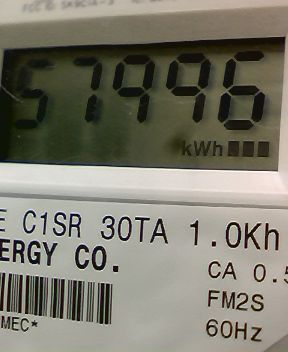 57996
kWh
E C1SR 30TA 1.0Kh
ERGY CO.
CA 0.5
FM2S
MEC*
60Hz